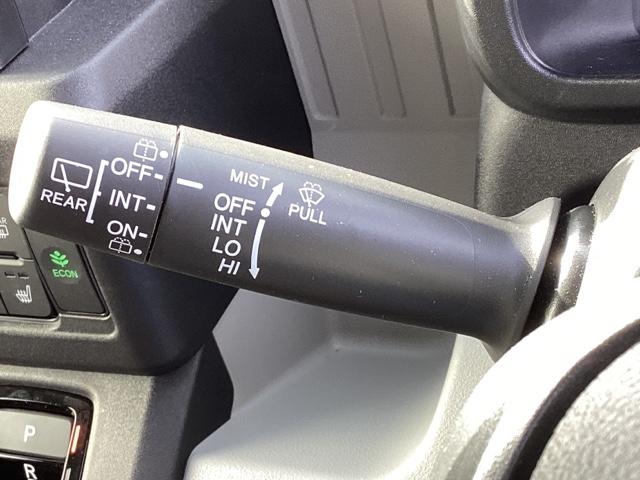 OFF
INT
ON
REAR
MIST
OFF
INT
LO
HI
PULL
ECON
P
R